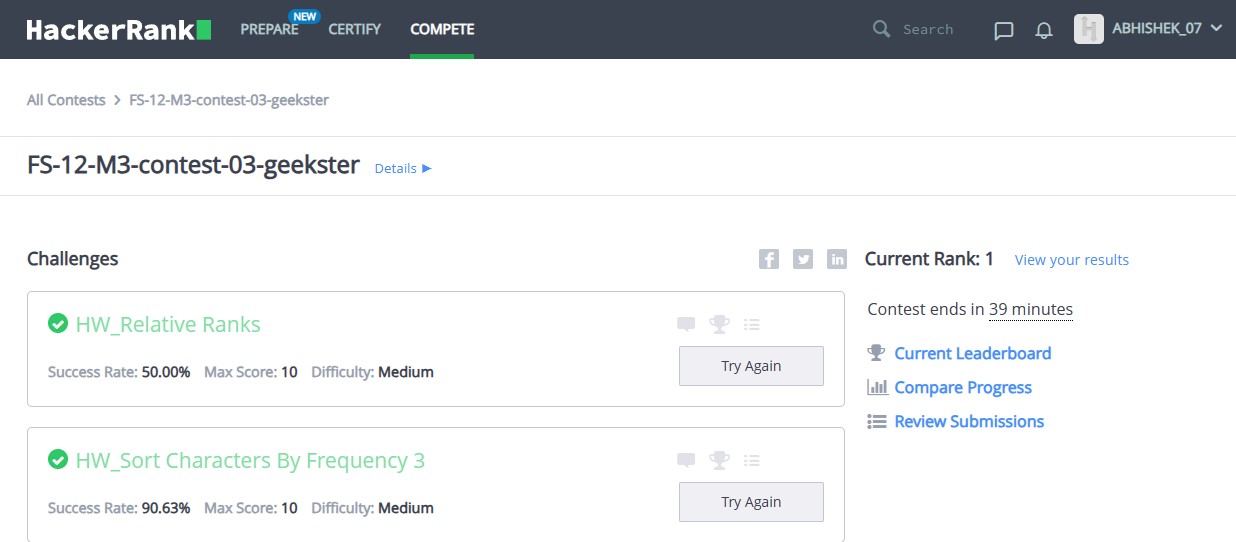 HackerRank PREPARE NEW CERTIFY COMPETE Search ABHISHEK_07
All Contests > FS-12-M3-contest-03-geekster
FS-12-M3-contest-03-geekster Details ▶
Challenges
Current Rank: 1 View your results
HW_Relative Ranks
Success Rate: 50.00% Max Score: 10 Difficulty: Medium
Try Again
HW_Sort Characters By Frequency 3
Success Rate: 90.63% Max Score: 10 Difficulty: Medium
Try Again
Contest ends in 39 minutes
Current Leaderboard
Compare Progress
Review Submissions